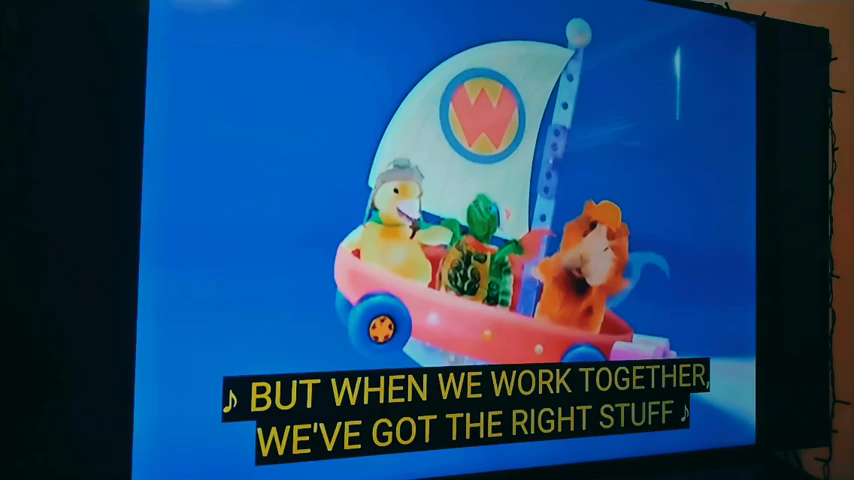 W
♪ BUT WHEN WE WORK TOGETHER,
WE'VE GOT THE RIGHT STUFF ♪